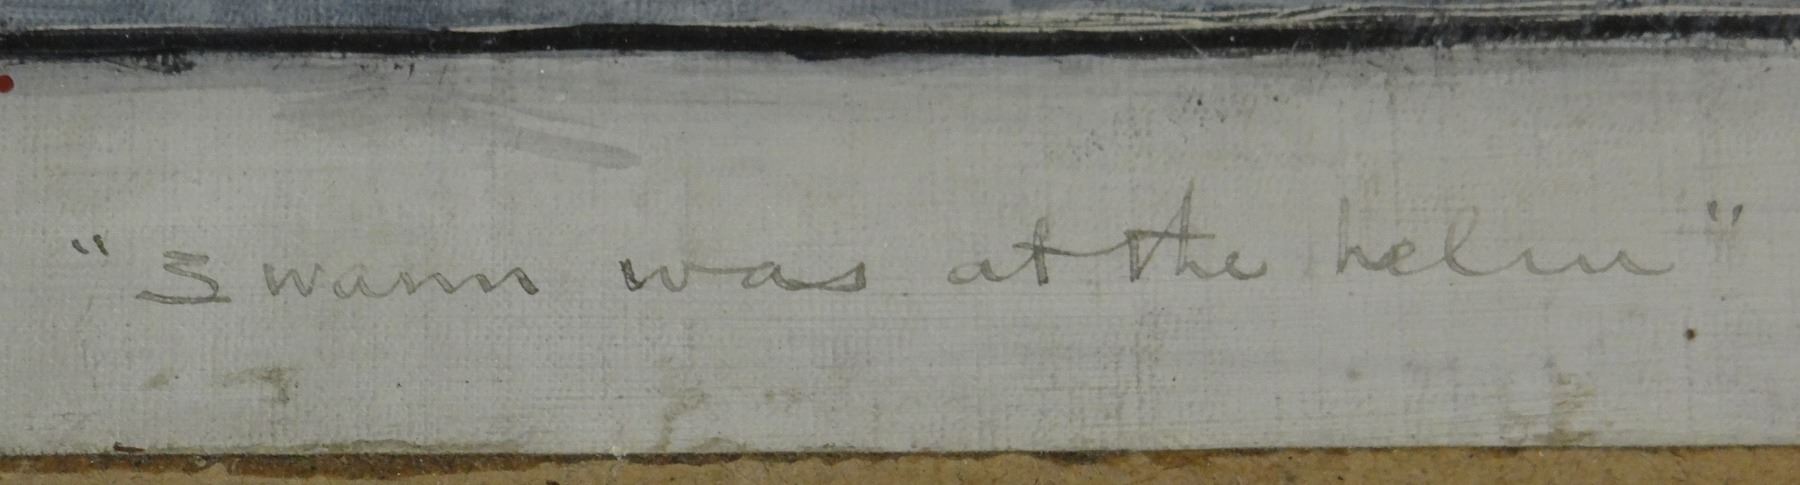 "Swann was at the helm"